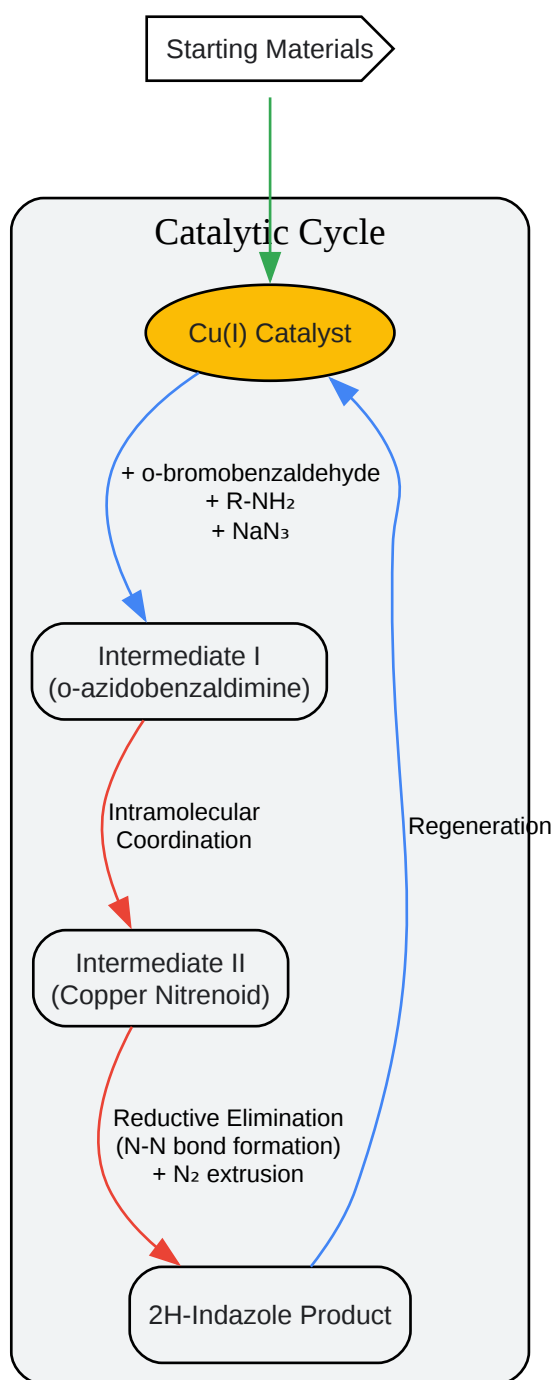 Starting Materials
Catalytic Cycle
Cu(I) Catalyst
+ o-bromobenzaldehyde
+ R-NH₂
+ NaN₃
Intermediate I
(o-azidobenzaldimine)
Intramolecular
Coordination
Regeneration
Intermediate II
(Copper Nitrenoid)
Reductive Elimination
(N-N bond formation)
+ N₂ extrusion
2H-Indazole Product